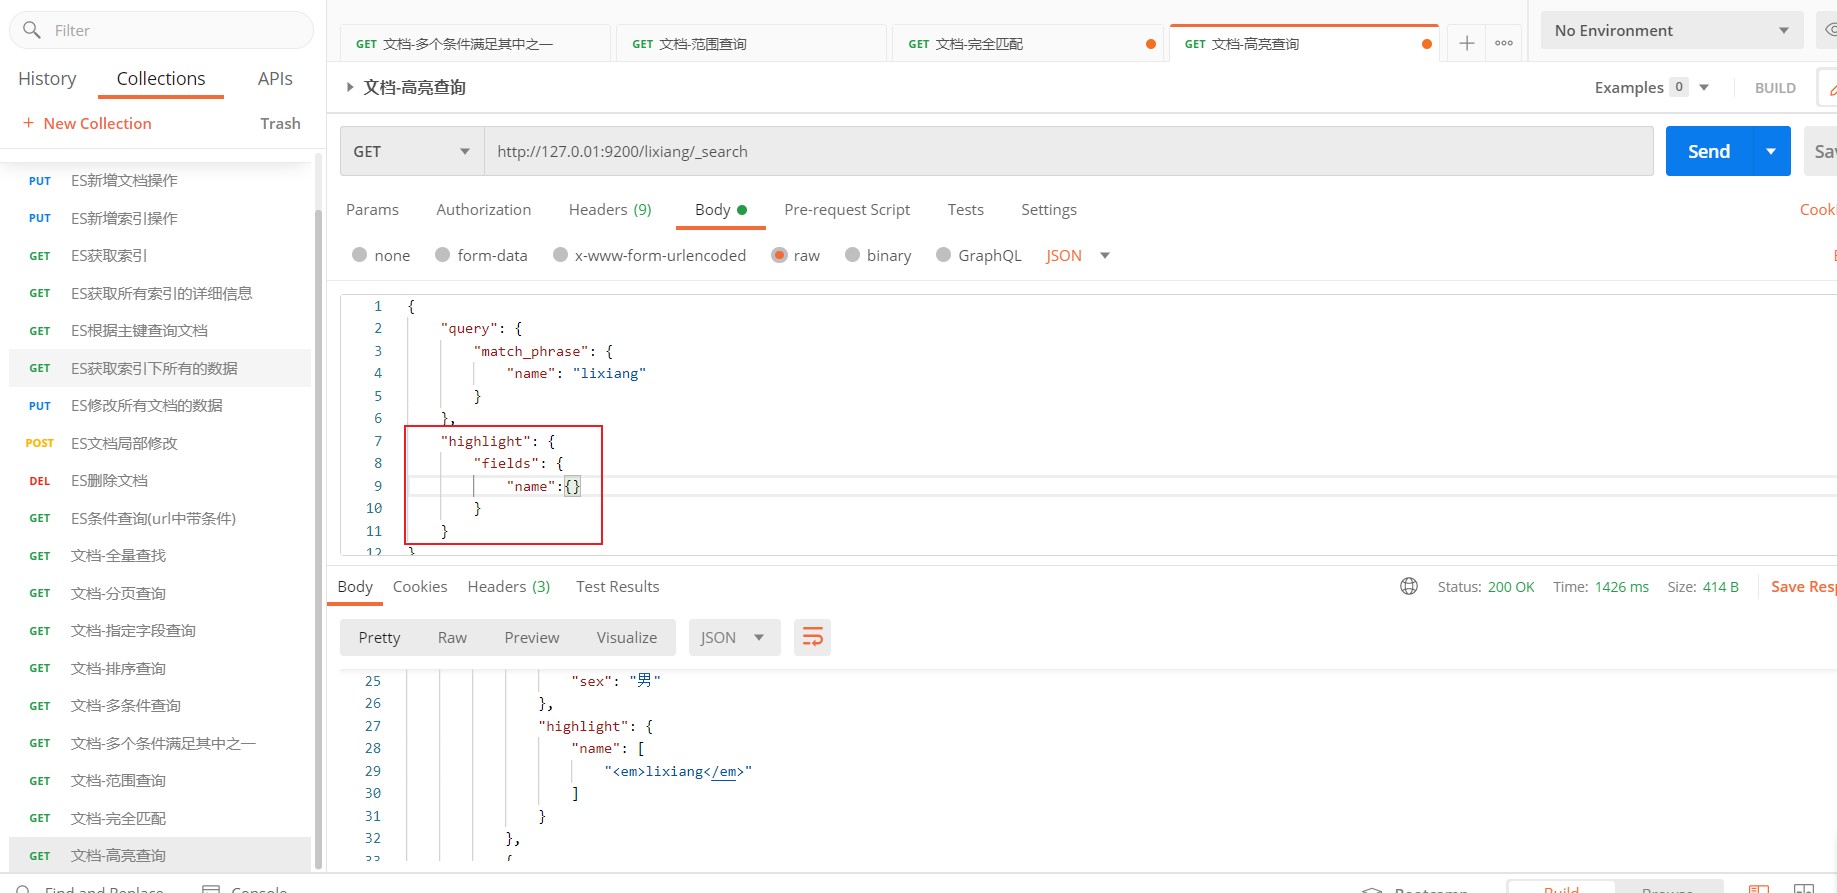 Filter
History Collections APIs
+ New Collection Trash
PUT ES新增文档操作
PUT ES新增索引操作
GET ES获取索引
GET ES获取所有索引的详细信息
GET ES根据主键查询文档
GET ES获取索引下所有的数据
PUT ES修改所有文档的数据
POST ES文档局部修改
DEL ES删除文档
GET ES条件查询(url中带条件)
GET 文档-全量查找
GET 文档-分页查询
GET 文档-指定字段查询
GET 文档-排序查询
GET 文档-多条件查询
GET 文档-多个条件满足其中之一
GET 文档-范围查询
GET 文档-完全匹配
GET 文档-高亮查询
Find and Replace Console
GET 文档-多个条件满足其中之一 GET 文档-范围查询 GET 文档-完全匹配 GET 文档-高亮查询 No Environment
文档-高亮查询 Examples 0 BUILD
GET http://127.0.01:9200/lixiang/_search Send Sav
Params Authorization Headers (9) Body Pre-request Script Tests Settings Cooki
none form-data x-www-form-urlencoded raw binary GraphQL JSON
1 {
2 "query": {
3 "match_phrase": {
4 "name": "lixiang"
5 }
6 },
7 "highlight": {
8 "fields": {
9 "name":{}
10 }
11 }
12 }
Body Cookies Headers (3) Test Results Status: 200 OK Time: 1426 ms Size: 414 B Save Resp
Pretty Raw Preview Visualize JSON
25 "sex": "男"
26 },
27 "highlight": {
28 "name": [
29 "<em>lixiang</em>"
30 ]
31 }
32 },
33 {
Bootcamp Build Browse